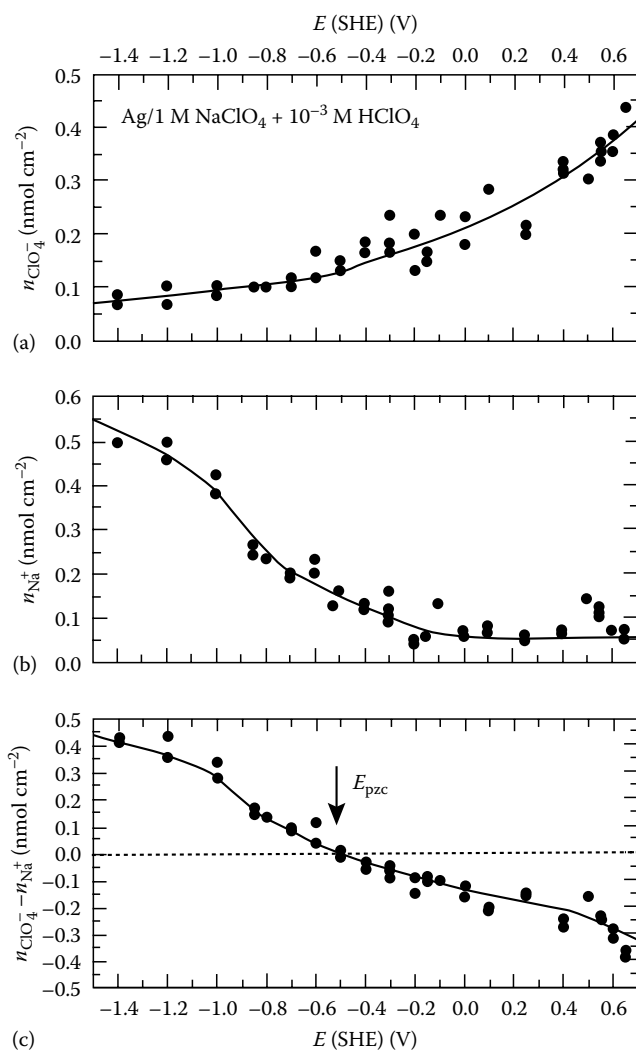 E (SHE) (V)
−1.4 −1.2 −1.0 −0.8 −0.6 −0.4 −0.2 0.0 0.2 0.4 0.6
0.5
Ag/1 M NaClO₄ + 10⁻³ M HClO₄
0.4
0.3
0.2
0.1
0.0
n ClO₄⁻ (nmol cm⁻²)
(a)
0.6
0.5
0.4
0.3
0.2
0.1
0.0
n Na⁺ (nmol cm⁻²)
(b)
0.5
0.4
0.3
0.2
0.1
0.0
−0.1
−0.2
−0.3
−0.4
−0.5
E pzc
n ClO₄⁻ − n Na⁺ (nmol cm⁻²)
−1.4 −1.2 −1.0 −0.8 −0.6 −0.4 −0.2 0.0 0.2 0.4 0.6
(c)
E (SHE) (V)